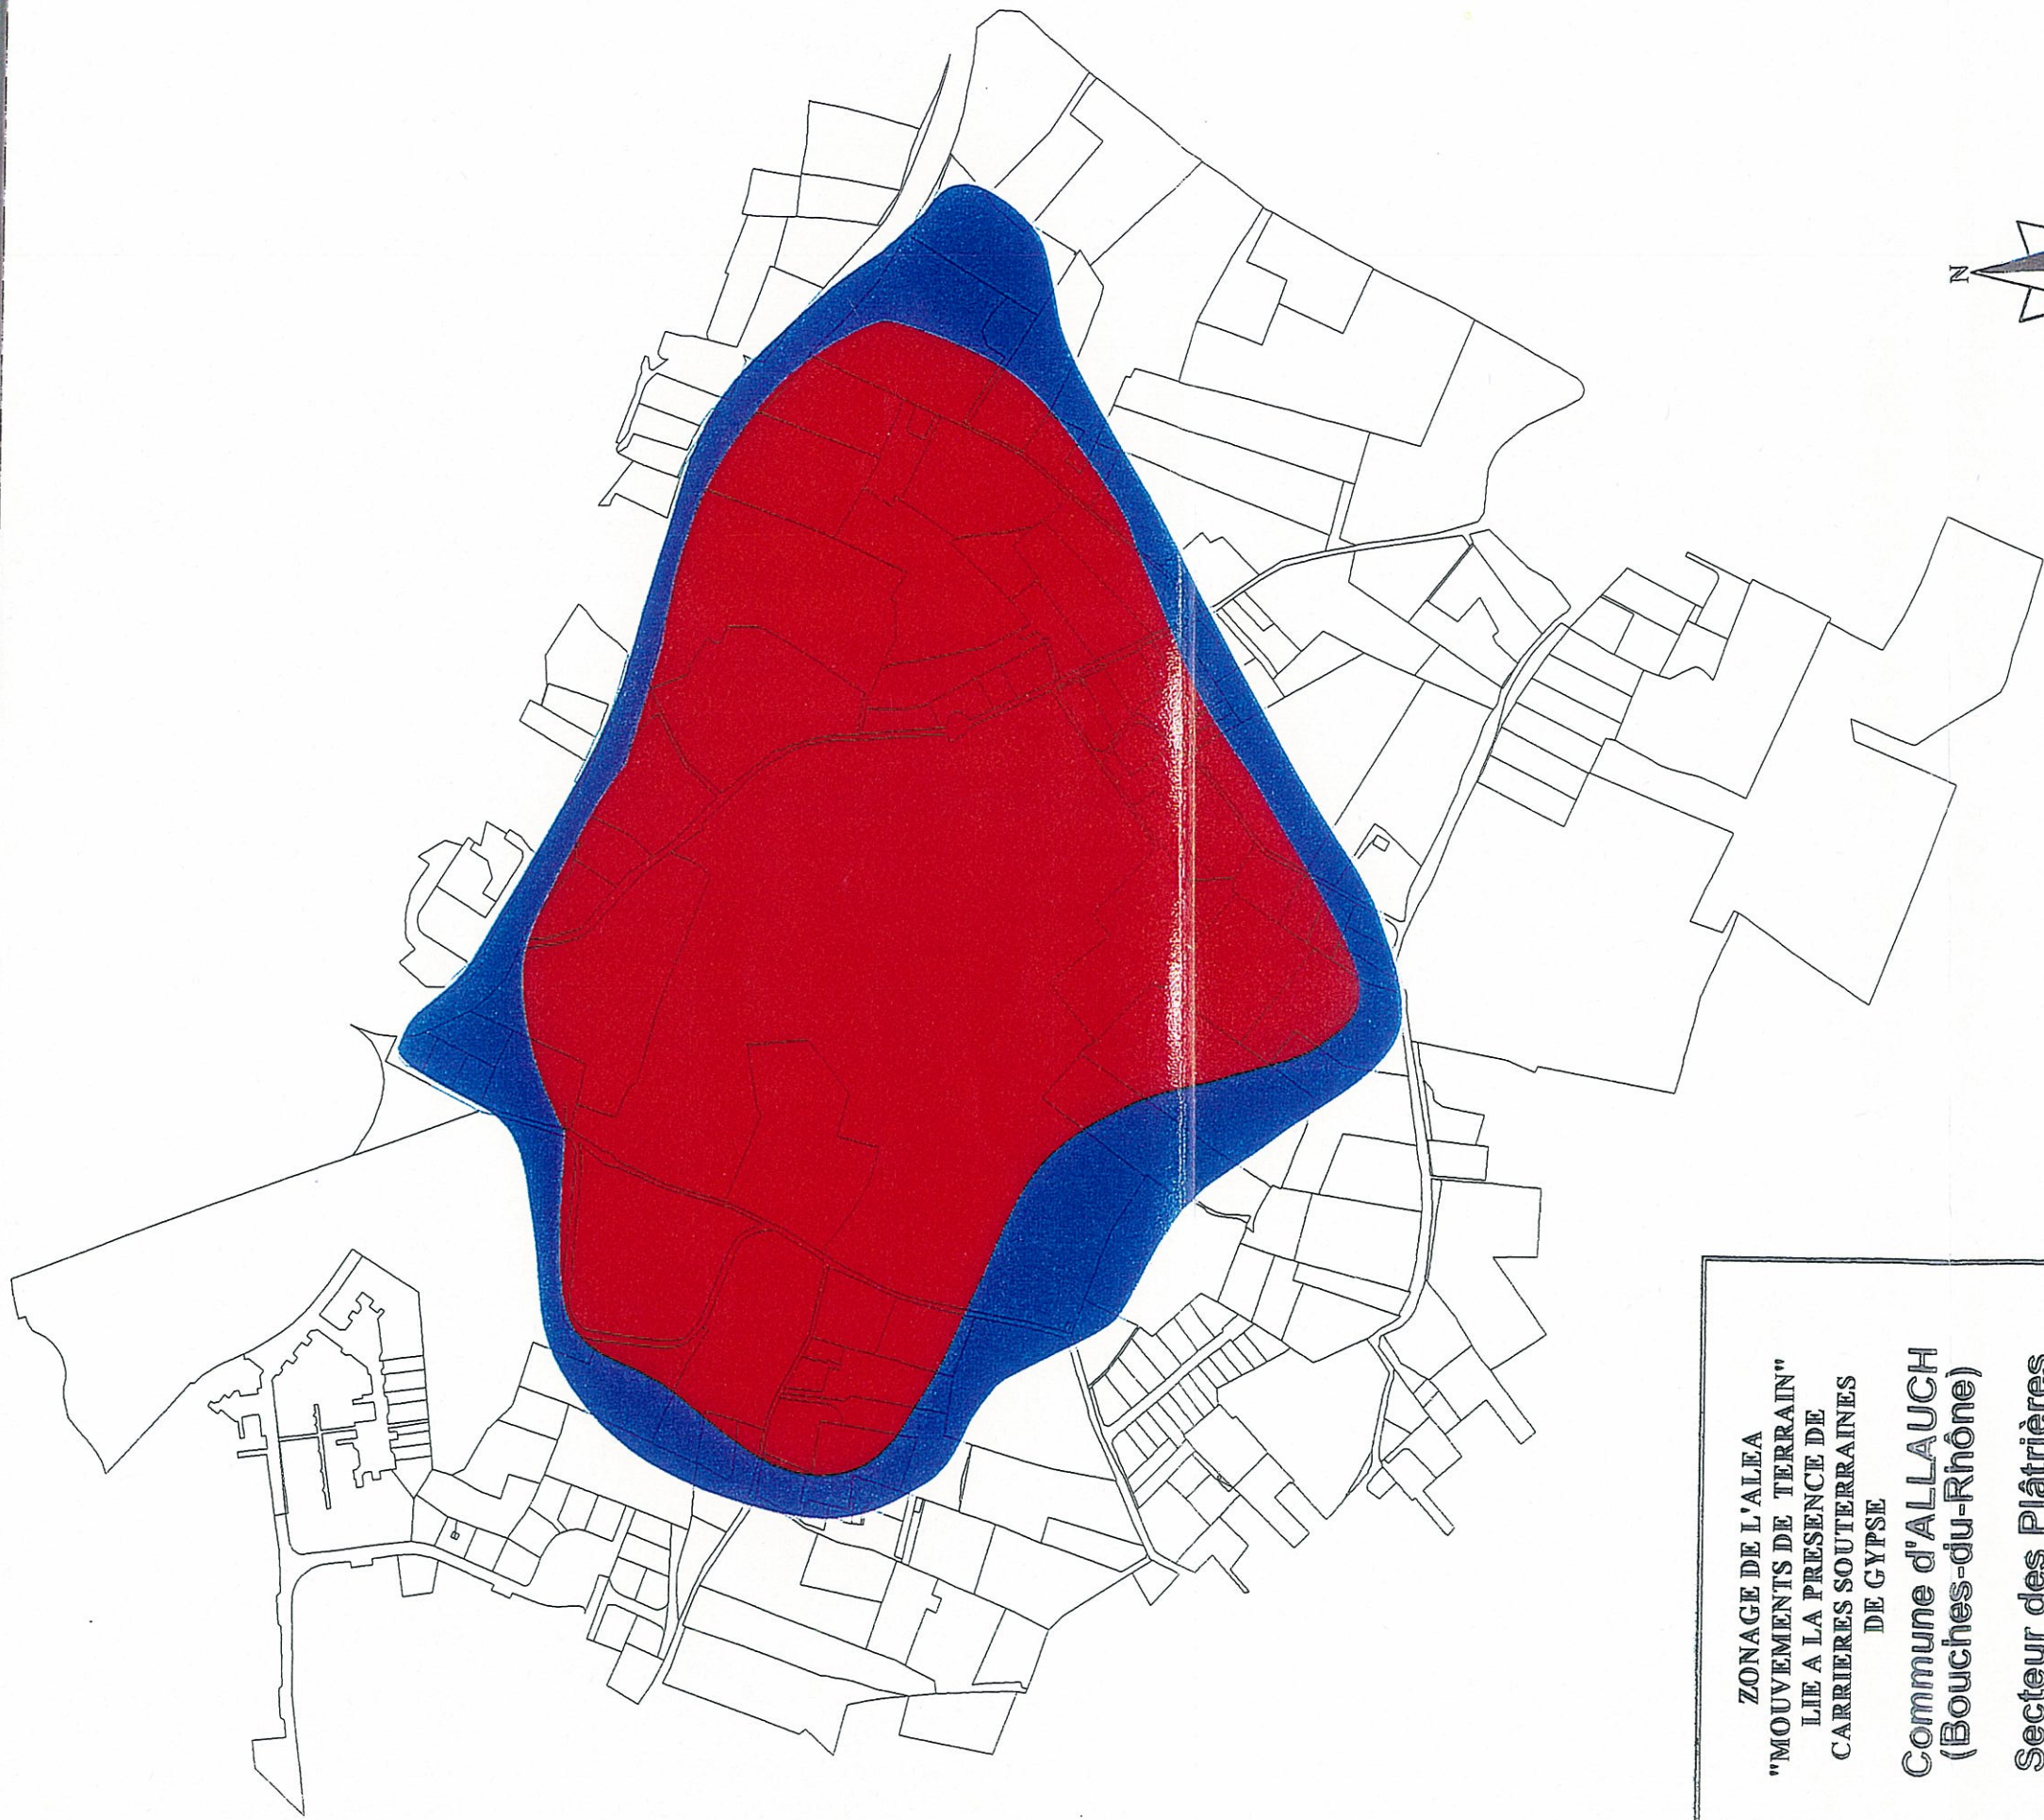 N
ZONAGE DE L'ALEA
"MOUVEMENTS DE TERRAIN"
LIE A LA PRESENCE DE
CARRIERES SOUTERRAINES
DE GYPSE
Commune d'ALLAUCH
(Bouches-du-Rhône)
Secteur des Plâtrières